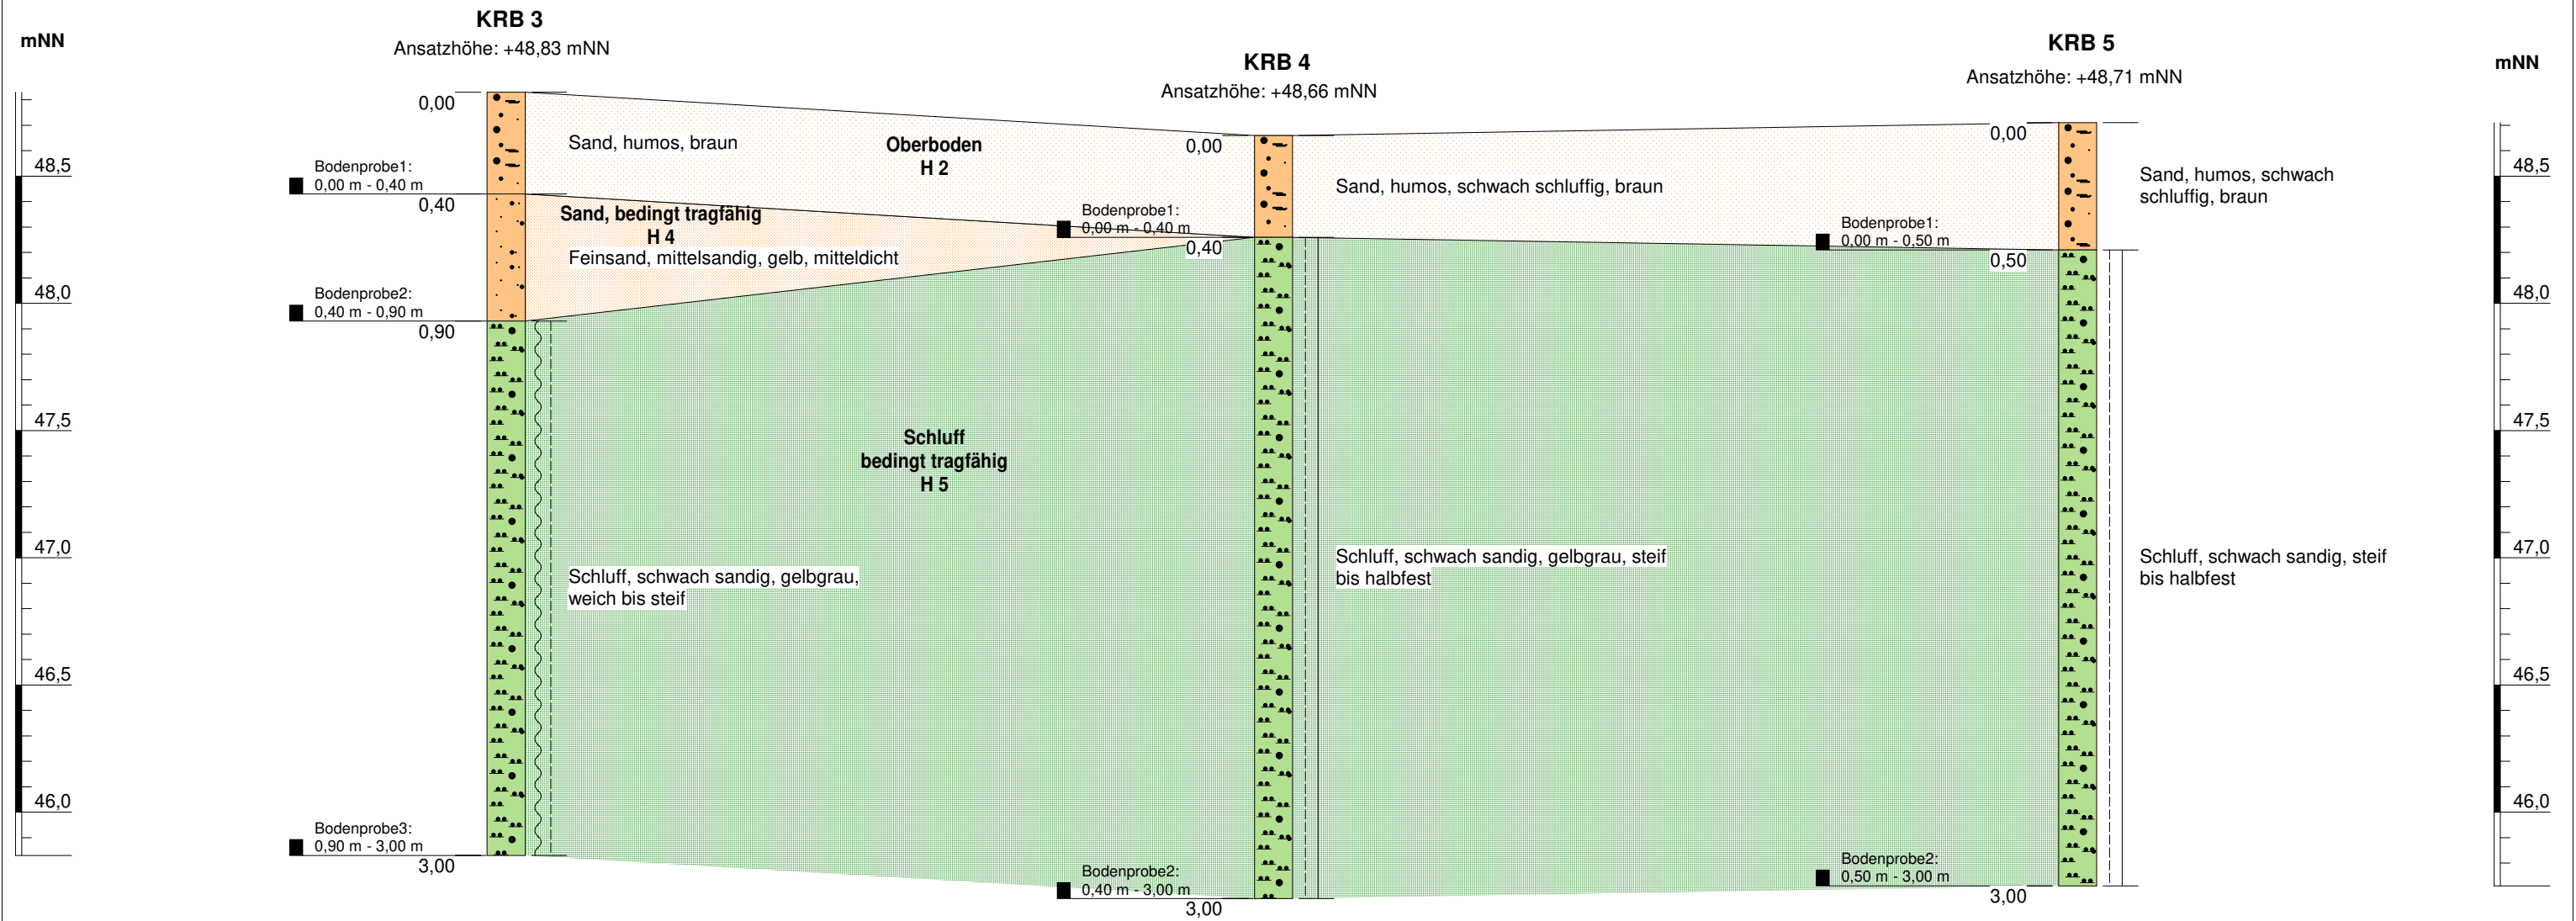 mNN
KRB 3
Ansatzhöhe: +48,83 mNN
KRB 4
Ansatzhöhe: +48,66 mNN
KRB 5
Ansatzhöhe: +48,71 mNN
mNN
48,5
48,0
47,5
47,0
46,5
46,0
0,00
Bodenprobe1:
0,00 m - 0,40 m
0,40
Bodenprobe2:
0,40 m - 0,90 m
0,90
Bodenprobe3:
0,90 m - 3,00 m
3,00
Sand, humos, braun
Oberboden
H 2
Sand, bedingt tragfähig
H 4
Feinsand, mittelsandig, gelb, mitteldicht
Schluff
bedingt tragfähig
H 5
Schluff, schwach sandig, gelbgrau,
weich bis steif
0,00
Bodenprobe1:
0,00 m - 0,40 m
0,40
Bodenprobe2:
0,40 m - 3,00 m
3,00
Sand, humos, schwach schluffig, braun
Schluff, schwach sandig, gelbgrau, steif
bis halbfest
0,00
Bodenprobe1:
0,00 m - 0,50 m
0,50
Bodenprobe2:
0,50 m - 3,00 m
3,00
Sand, humos, schwach
schluffig, braun
Schluff, schwach sandig, steif
bis halbfest
48,5
48,0
47,5
47,0
46,5
46,0